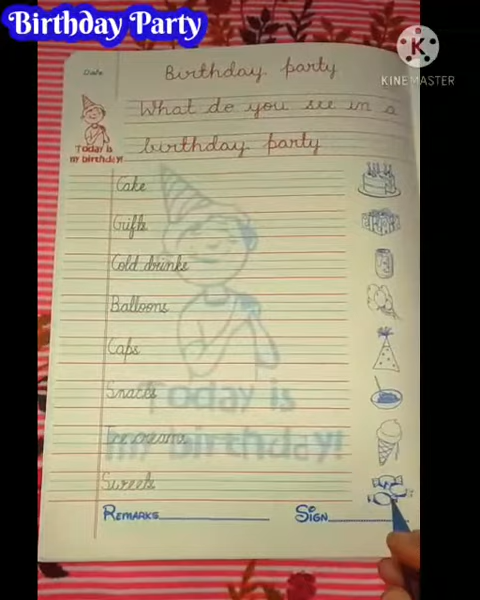 Birthday Party
KINEMASTER
Date
Birthday party
What do you see in a
birthday party
Today is
my birthday!
Cake
Gifts
Cold drinks
Balloons
Caps
Snacks
Ice creams
Sweets
Today is
my birthday!
REMARKS
SIGN